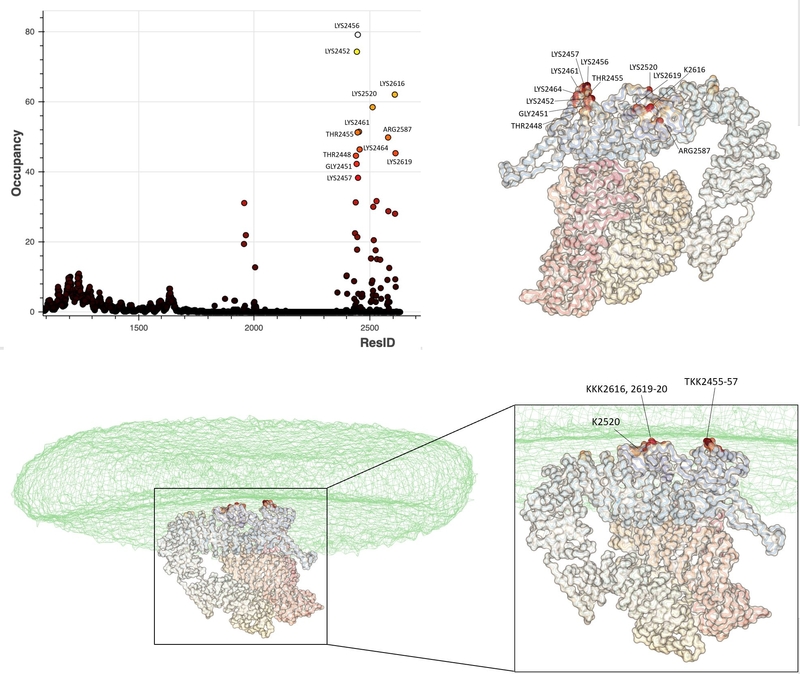 80
60
40
20
0
Occupancy
1500
2000
2500
ResID
LYS2456
LYS2452
LYS2616
LYS2520
LYS2461
THR2455
ARG2587
LYS2464
THR2448
LYS2619
GLY2451
LYS2457
LYS2457
LYS2456
LYS2461
THR2455
LYS2464
LYS2452
GLY2451
THR2448
LYS2520
K2616
LYS2619
ARG2587
TKK2455-57
KKK2616, 2619-20
K2520